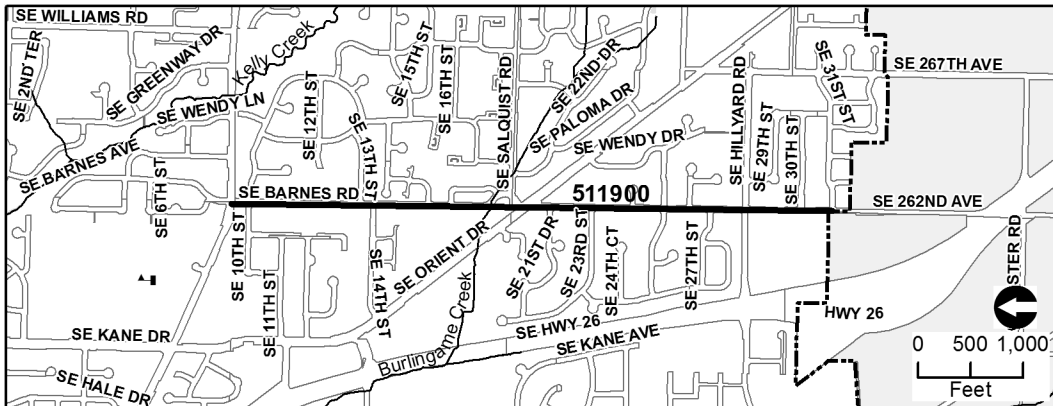 SE WILLIAMS RD
SE 2ND TER
SE GREENWAY DR
Kelly Creek
SE 15TH ST
SE 16TH ST
SE SALQUIST RD
SE 22ND DR
SE PALOMA DR
SE HILLYARD RD
SE 31ST ST
SE 267TH AVE
SE WENDY LN
SE 12TH ST
SE 13TH ST
SE WENDY DR
SE 29TH ST
SE 30TH ST
SE BARNES AVE
SE 6TH ST
SE BARNES RD
511900
SE 262ND AVE
SE 10TH ST
SE 11TH ST
SE 14TH ST
SE ORIENT DR
SE 21ST DR
SE 23RD ST
SE 24TH CT
SE 27TH ST
STER RD
SE KANE DR
Burlingame Creek
SE HWY 26
HWY 26
SE KANE AVE
SE HALE DR
0 500 1,000
Feet